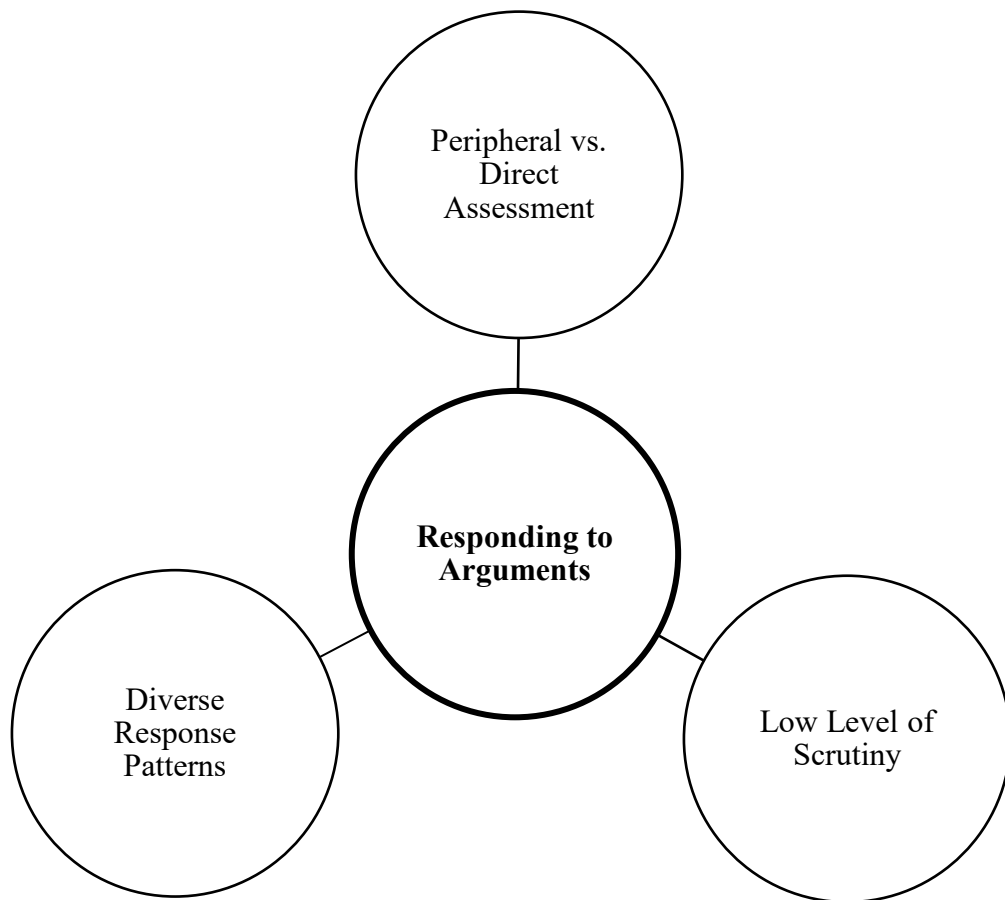 Peripheral vs.
Direct
Assessment
Responding to
Arguments
Diverse
Response
Patterns
Low Level of
Scrutiny